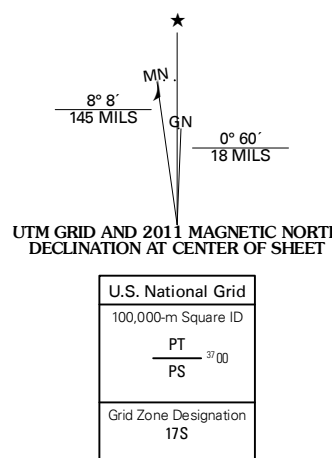 ★
MN
8° 8´
145 MILS
GN
0° 60´
18 MILS
UTM GRID AND 2011 MAGNETIC NORT
DECLINATION AT CENTER OF SHEET
U.S. National Grid
100,000-m Square ID
PT
3700
PS
Grid Zone Designation
17S